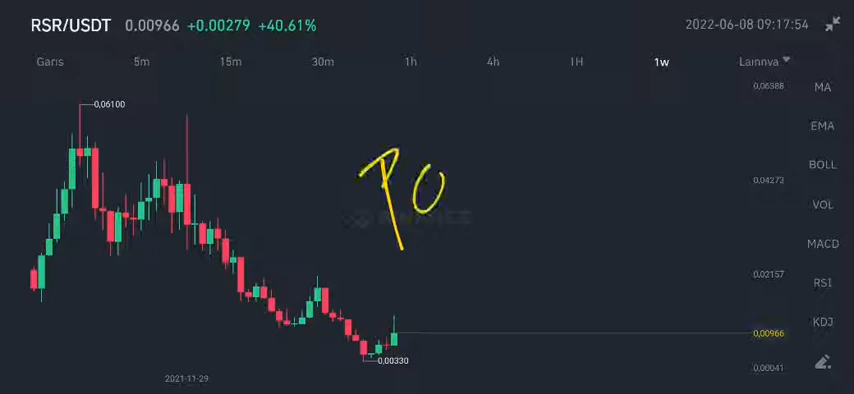 RSR/USDT 0.00966 +0.00279 +40.61% 2022-06-08 09:17:54
Garis 5m 15m 30m 1h 4h 1H 1w Lainnya
0,06388
MA
0,06100
EMA
BOLL
0,04273
VOL
MACD
0,02157
RSI
KDJ
0,00966
0,00330
0,00041
2021-11-29